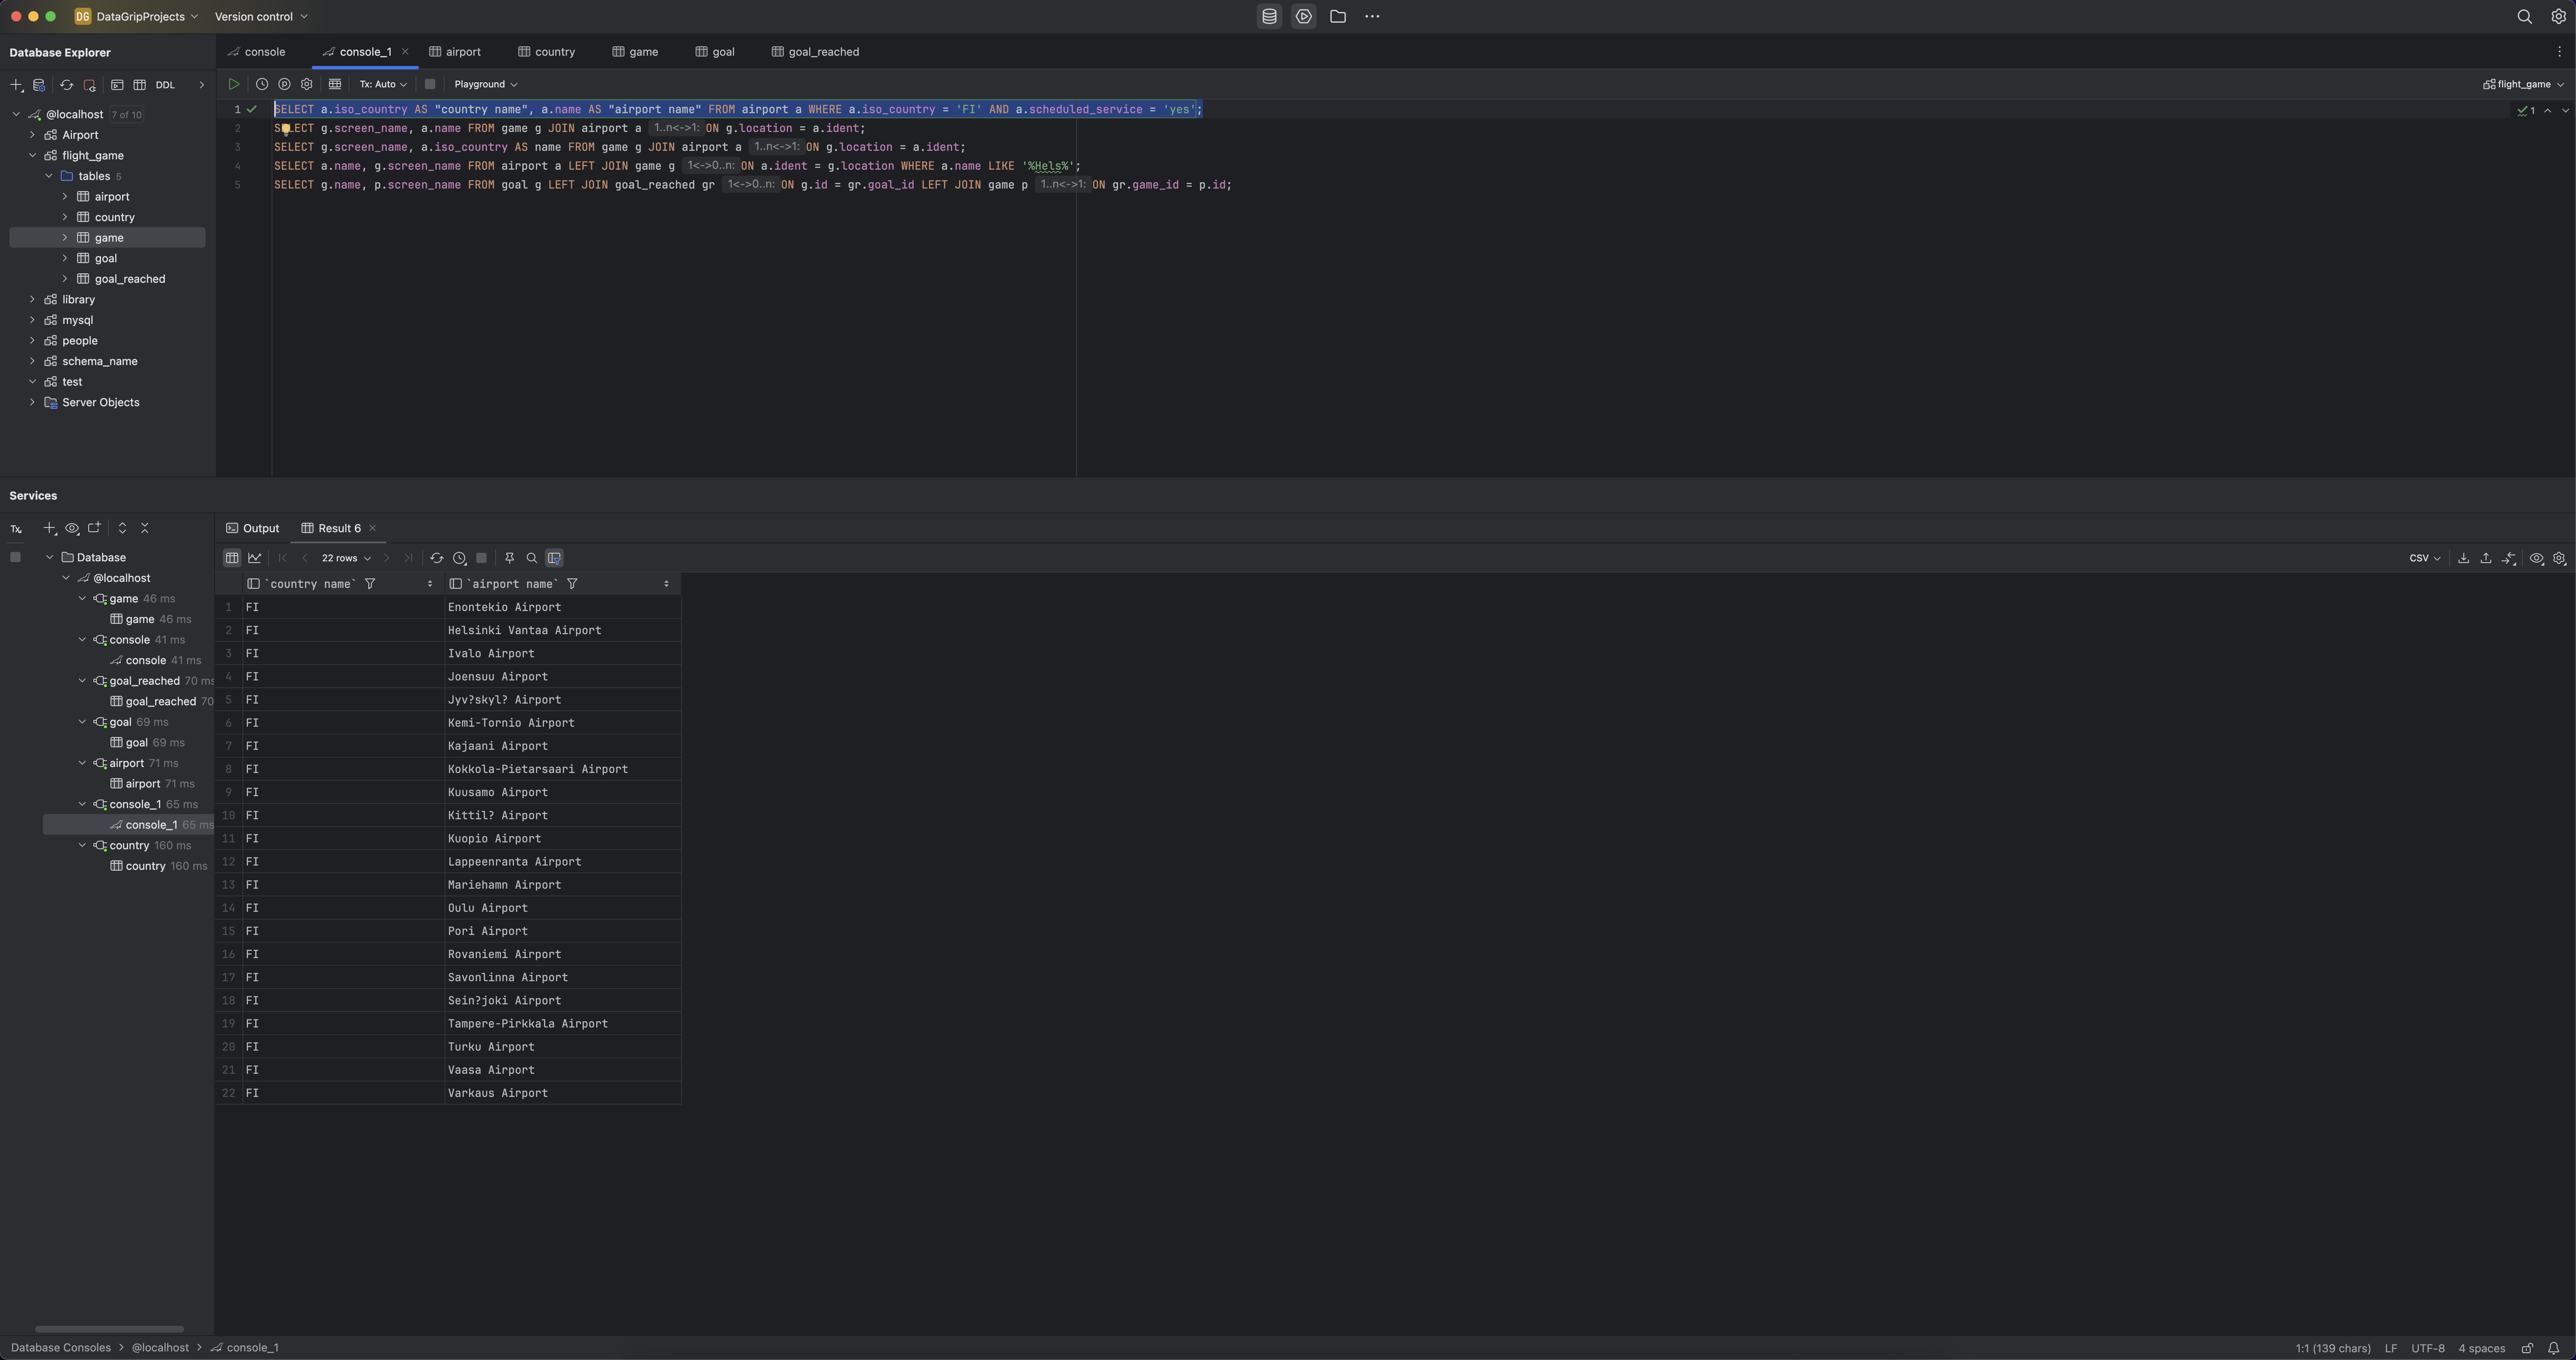 DG DataGripProjects Version control
Database Explorer
console console_1 airport country game goal goal_reached
DDL
Tx: Auto Playground flight_game
@localhost 7 of 10
Airport
flight_game
tables 5
airport
country
game
goal
goal_reached
library
mysql
people
schema_name
test
Server Objects
1 SELECT a.iso_country AS "country name", a.name AS "airport name" FROM airport a WHERE a.iso_country = 'FI' AND a.scheduled_service = 'yes';
1
2 SELECT g.screen_name, a.name FROM game g JOIN airport a 1..n<->1: ON g.location = a.ident;
3 SELECT g.screen_name, a.iso_country AS name FROM game g JOIN airport a 1..n<->1: ON g.location = a.ident;
4 SELECT a.name, g.screen_name FROM airport a LEFT JOIN game g 1<->0..n: ON a.ident = g.location WHERE a.name LIKE '%Hels%';
5 SELECT g.name, p.screen_name FROM goal g LEFT JOIN goal_reached gr 1<->0..n: ON g.id = gr.goal_id LEFT JOIN game p 1..n<->1: ON gr.game_id = p.id;
Services
Tx
Database
@localhost
game 46 ms
game 46 ms
console 41 ms
console 41 ms
goal_reached 70 ms
goal_reached 70
goal 69 ms
goal 69 ms
airport 71 ms
airport 71 ms
console_1 65 ms
console_1 65 ms
country 160 ms
country 160 ms
Output Result 6
22 rows CSV
`country name` `airport name`
1 FI Enontekio Airport
2 FI Helsinki Vantaa Airport
3 FI Ivalo Airport
4 FI Joensuu Airport
5 FI Jyv?skyl? Airport
6 FI Kemi-Tornio Airport
7 FI Kajaani Airport
8 FI Kokkola-Pietarsaari Airport
9 FI Kuusamo Airport
10 FI Kittil? Airport
11 FI Kuopio Airport
12 FI Lappeenranta Airport
13 FI Mariehamn Airport
14 FI Oulu Airport
15 FI Pori Airport
16 FI Rovaniemi Airport
17 FI Savonlinna Airport
18 FI Sein?joki Airport
19 FI Tampere-Pirkkala Airport
20 FI Turku Airport
21 FI Vaasa Airport
22 FI Varkaus Airport
Database Consoles > @localhost > console_1
1:1 (139 chars) LF UTF-8 4 spaces